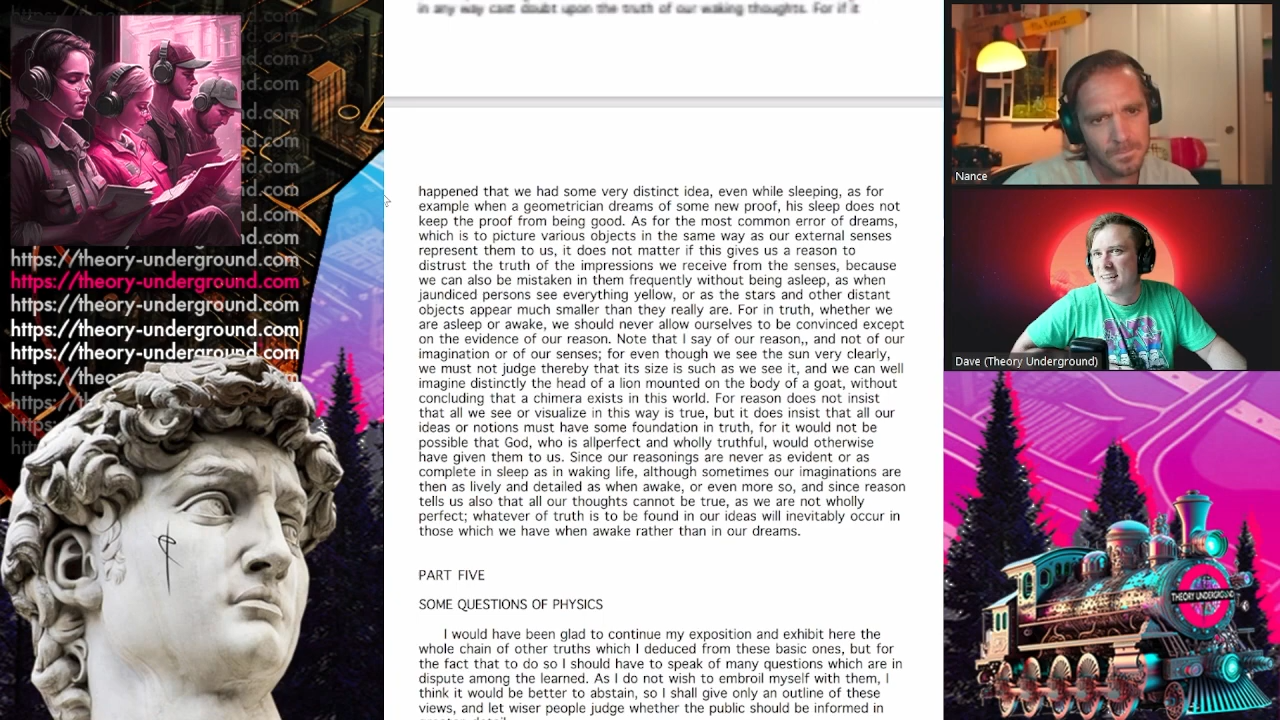 in any way cast doubt upon the truth of our waking thoughts. For if it
happened that we had some very distinct idea, even while sleeping, as for
example when a geometrician dreams of some new proof, his sleep does not
keep the proof from being good. As for the most common error of dreams,
which is to picture various objects in the same way as our external senses
represent them to us, it does not matter if this gives us a reason to
distrust the truth of the impressions we receive from the senses, because
we can also be mistaken in them frequently without being asleep, as when
jaundiced persons see everything yellow, or as the stars and other distant
objects appear much smaller than they really are. For in truth, whether we
are asleep or awake, we should never allow ourselves to be convinced except
on the evidence of our reason. Note that I say of our reason,, and not of our
imagination or of our senses; for even though we see the sun very clearly,
we must not judge thereby that its size is such as we see it, and we can well
imagine distinctly the head of a lion mounted on the body of a goat, without
concluding that a chimera exists in this world. For reason does not insist
that all we see or visualize in this way is true, but it does insist that all our
ideas or notions must have some foundation in truth, for it would not be
possible that God, who is allperfect and wholly truthful, would otherwise
have given them to us. Since our reasonings are never as evident or as
complete in sleep as in waking life, although sometimes our imaginations are
then as lively and detailed as when awake, or even more so, and since reason
tells us also that all our thoughts cannot be true, as we are not wholly
perfect; whatever of truth is to be found in our ideas will inevitably occur in
those which we have when awake rather than in our dreams.
PART FIVE
SOME QUESTIONS OF PHYSICS
I would have been glad to continue my exposition and exhibit here the
whole chain of other truths which I deduced from these basic ones, but for
the fact that to do so I should have to speak of many questions which are in
dispute among the learned. As I do not wish to embroil myself with them, I
think it would be better to abstain, so I shall give only an outline of these
views, and let wiser people judge whether the public should be informed in
d.com
d.com
d.com
d.com
d.com
d.com
d.com
d.com
d.com
https://theory-underground.com
https://theory-underground.com
https://theory-underground.com
https://theory-underground.com
https://theory-underground.com
https://theo
https:/
https:
Nance
Dave (Theory Underground)
THEORY UNDERGROUND